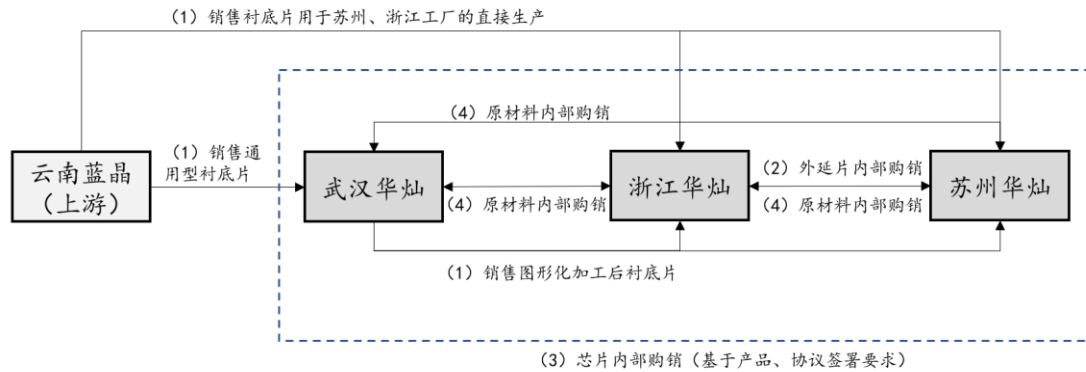 （1）销售衬底片用于苏州、浙江工厂的直接生产
（4）原材料内部购销
（1）销售通
用型衬底片
云南蓝晶
（上游）
武汉华灿
（4）原材料内部购销
浙江华灿
（2）外延片内部购销
（4）原材料内部购销
苏州华灿
（1）销售图形化加工后衬底片
（3）芯片内部购销（基于产品、协议签署要求）